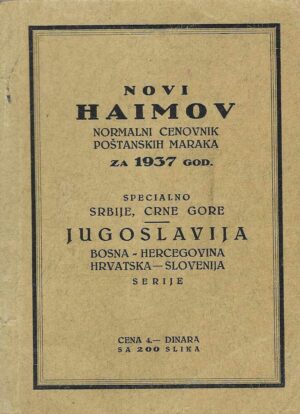 NOVI
HAIMOV
NORMALNI CENOVNIK
POŠTANSKIH MARAKA
ZA 1937 GOD.
SPECIALNO
SRBIJE, CRNE GORE
JUGOSLAVIJA
BOSNA - HERCEGOVINA
HRVATSKA — SLOVENIJA
SERIJE
CENA 4.— DINARA
SA 200 SLIKA